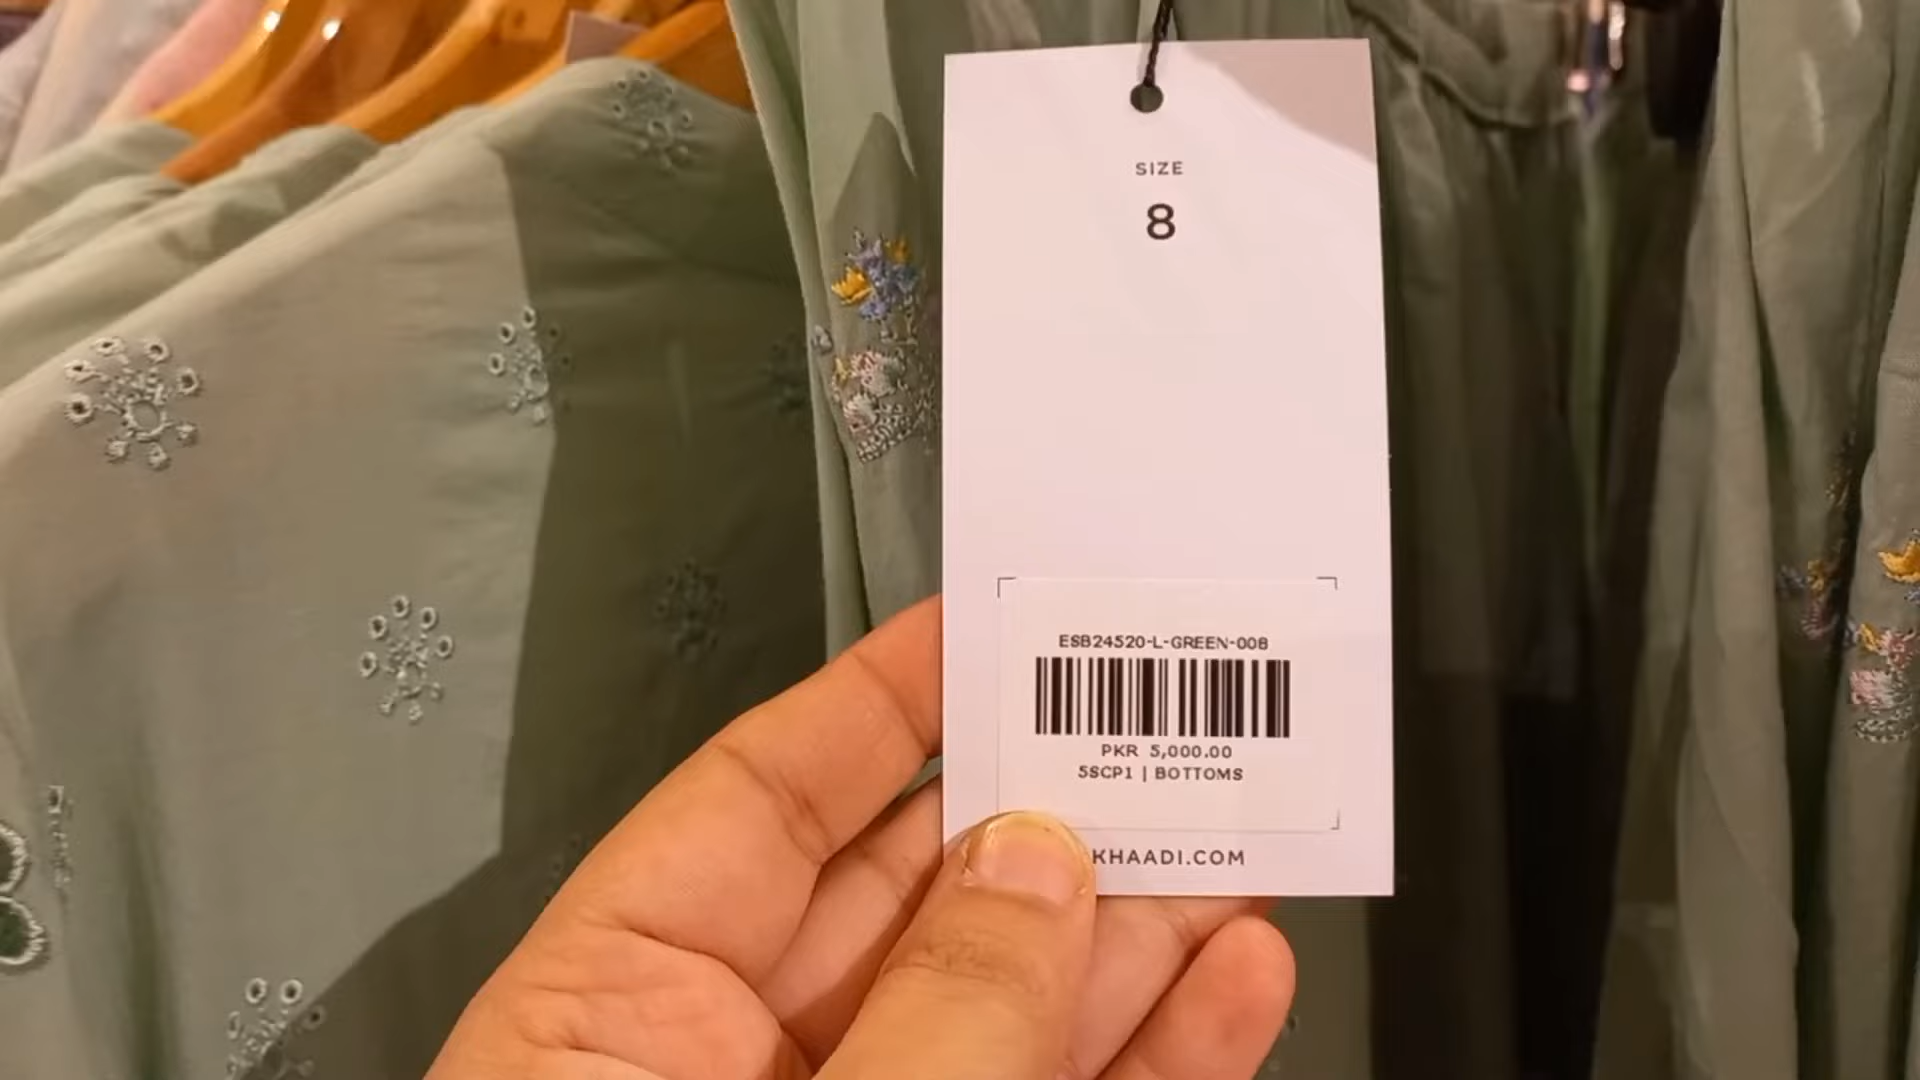 SIZE
8
ESB24520-L-GREEN-008
PKR 5,000.00
5SCP1 | BOTTOMS
KHAADI.COM